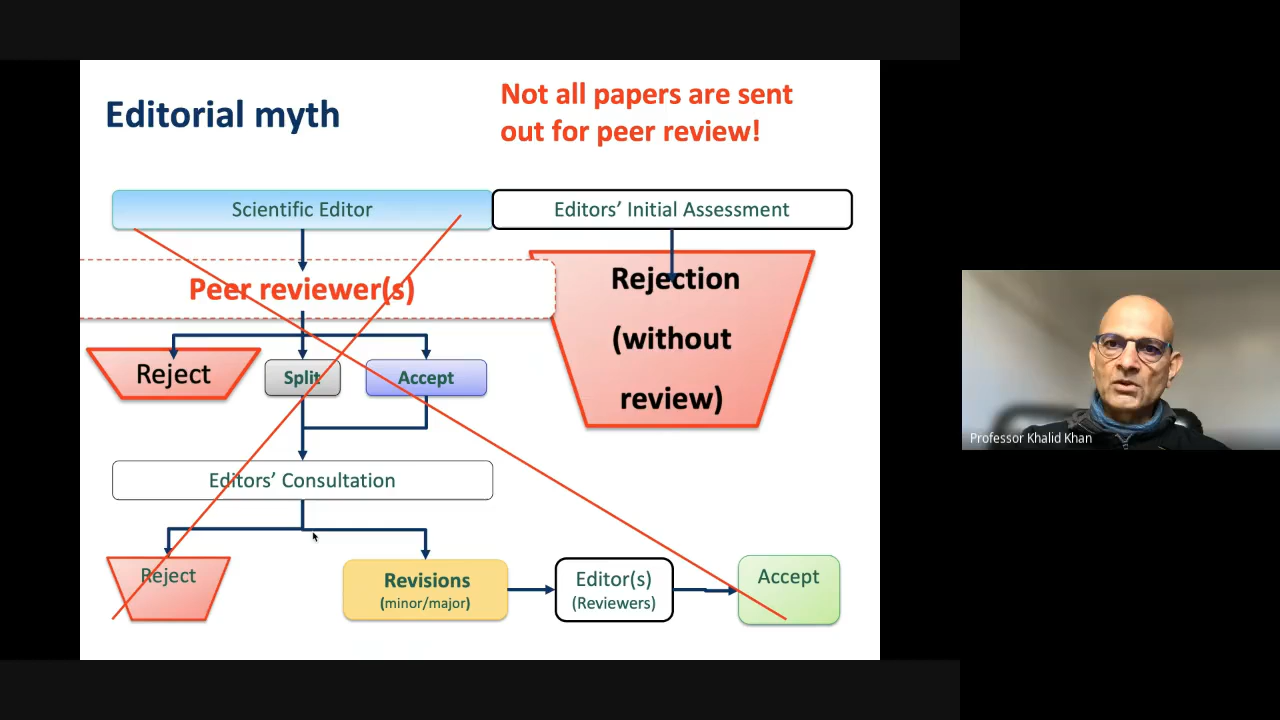 Editorial myth
Not all papers are sent
out for peer review!
Scientific Editor
Editors’ Initial Assessment
Peer reviewer(s)
Rejection
(without
review)
Reject
Split
Accept
Editors’ Consultation
Reject
Revisions
(minor/major)
Editor(s)
(Reviewers)
Accept
Professor Khalid Khan